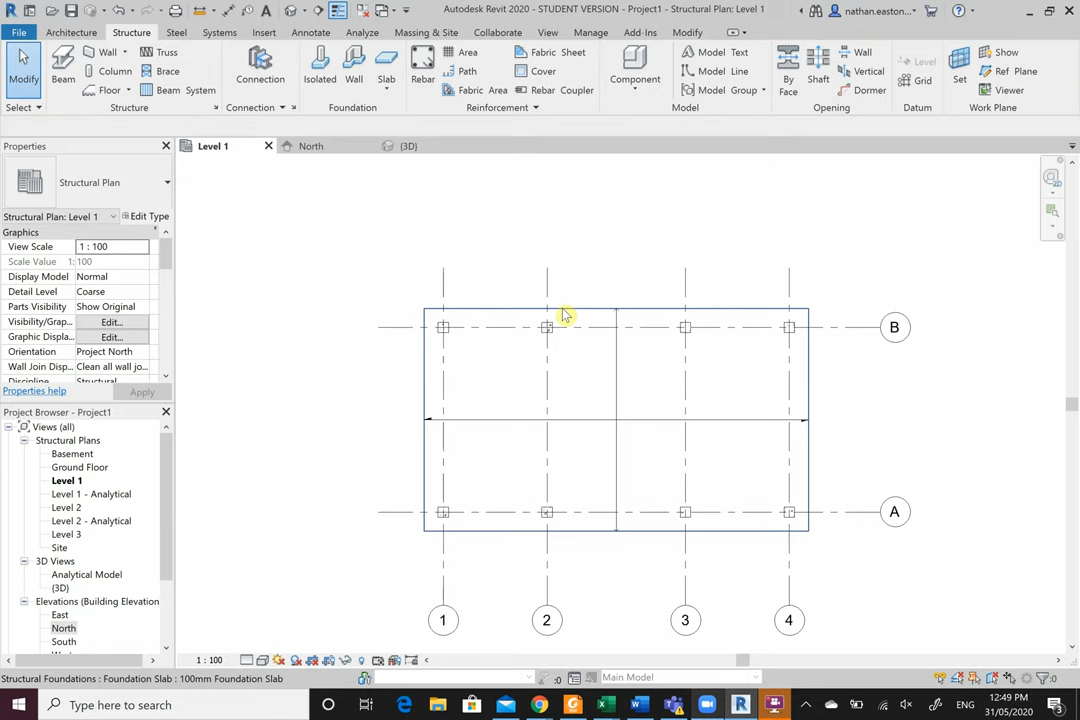 Autodesk Revit 2020 - STUDENT VERSION - Project1 - Structural Plan: Level 1
nathan.easton...
File Architecture Structure Steel Systems Insert Annotate Analyze Massing & Site Collaborate View Manage Add-Ins Modify
Modify
Beam
Wall
Column
Floor
Truss
Brace
Beam System
Connection
Isolated
Wall
Slab
Rebar
Area
Path
Fabric Area
Fabric Sheet
Cover
Rebar Coupler
Component
Model Text
Model Line
Model Group
By Face
Shaft
Wall
Vertical
Dormer
Level
Grid
Set
Show
Ref Plane
Viewer
Select Structure Connection Foundation Reinforcement Model Opening Datum Work Plane
Properties
Level 1
North
{3D}
Structural Plan
Structural Plan: Level 1
Edit Type
Graphics
View Scale 1 : 100
Scale Value 1: 100
Display Model Normal
Detail Level Coarse
Parts Visibility Show Original
Visibility/Grap... Edit...
Graphic Displa... Edit...
Orientation Project North
Wall Join Disp... Clean all wall jo...
Discipline Structural
Properties help
Apply
Project Browser - Project1
Views (all)
Structural Plans
Basement
Ground Floor
Level 1
Level 1 - Analytical
Level 2
Level 2 - Analytical
Level 3
Site
3D Views
Analytical Model
{3D}
Elevations (Building Elevation
East
North
South
B
A
1 2 3 4
1 : 100
Structural Foundations : Foundation Slab : 100mm Foundation Slab
:0
Main Model
:0
Type here to search
ENG
12:49 PM
31/05/2020
3